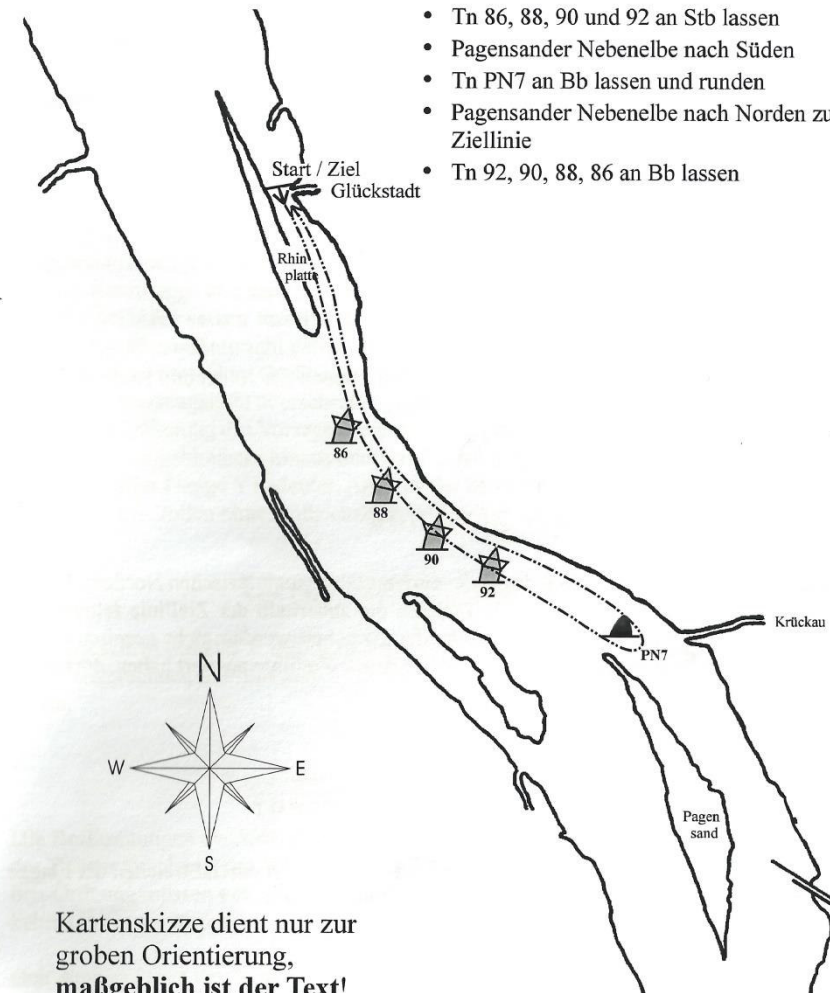 • Tn 86, 88, 90 und 92 an Stb lassen
• Pagensander Nebenelbe nach Süden
• Tn PN7 an Bb lassen und runden
• Pagensander Nebenelbe nach Norden zu
Ziellinie
• Tn 92, 90, 88, 86 an Bb lassen
Start / Ziel
Glückstadt
Rhin
platte
86
88
90
92
PN7
Krückau
N
W
E
S
Pagen
sand
Kartenskizze dient nur zur
groben Orientierung,
maßgeblich ist der Text!